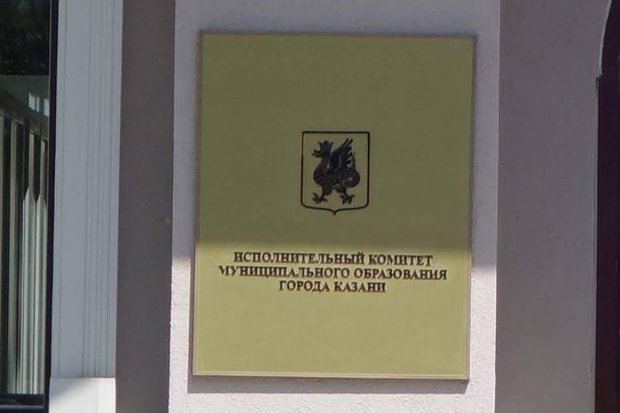 ИСПОЛНИТЕЛЬНЫЙ КОМИТЕТ
МУНИЦИПАЛЬНОГО ОБРАЗОВАНИЯ
ГОРОДА КАЗАНИ